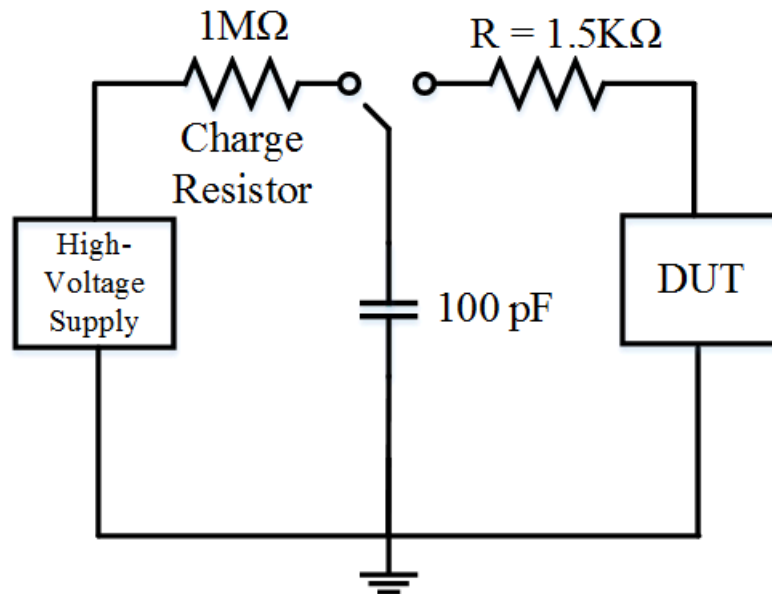 1MΩ
R = 1.5KΩ
Charge
Resistor
High-
Voltage
Supply
100 pF
DUT